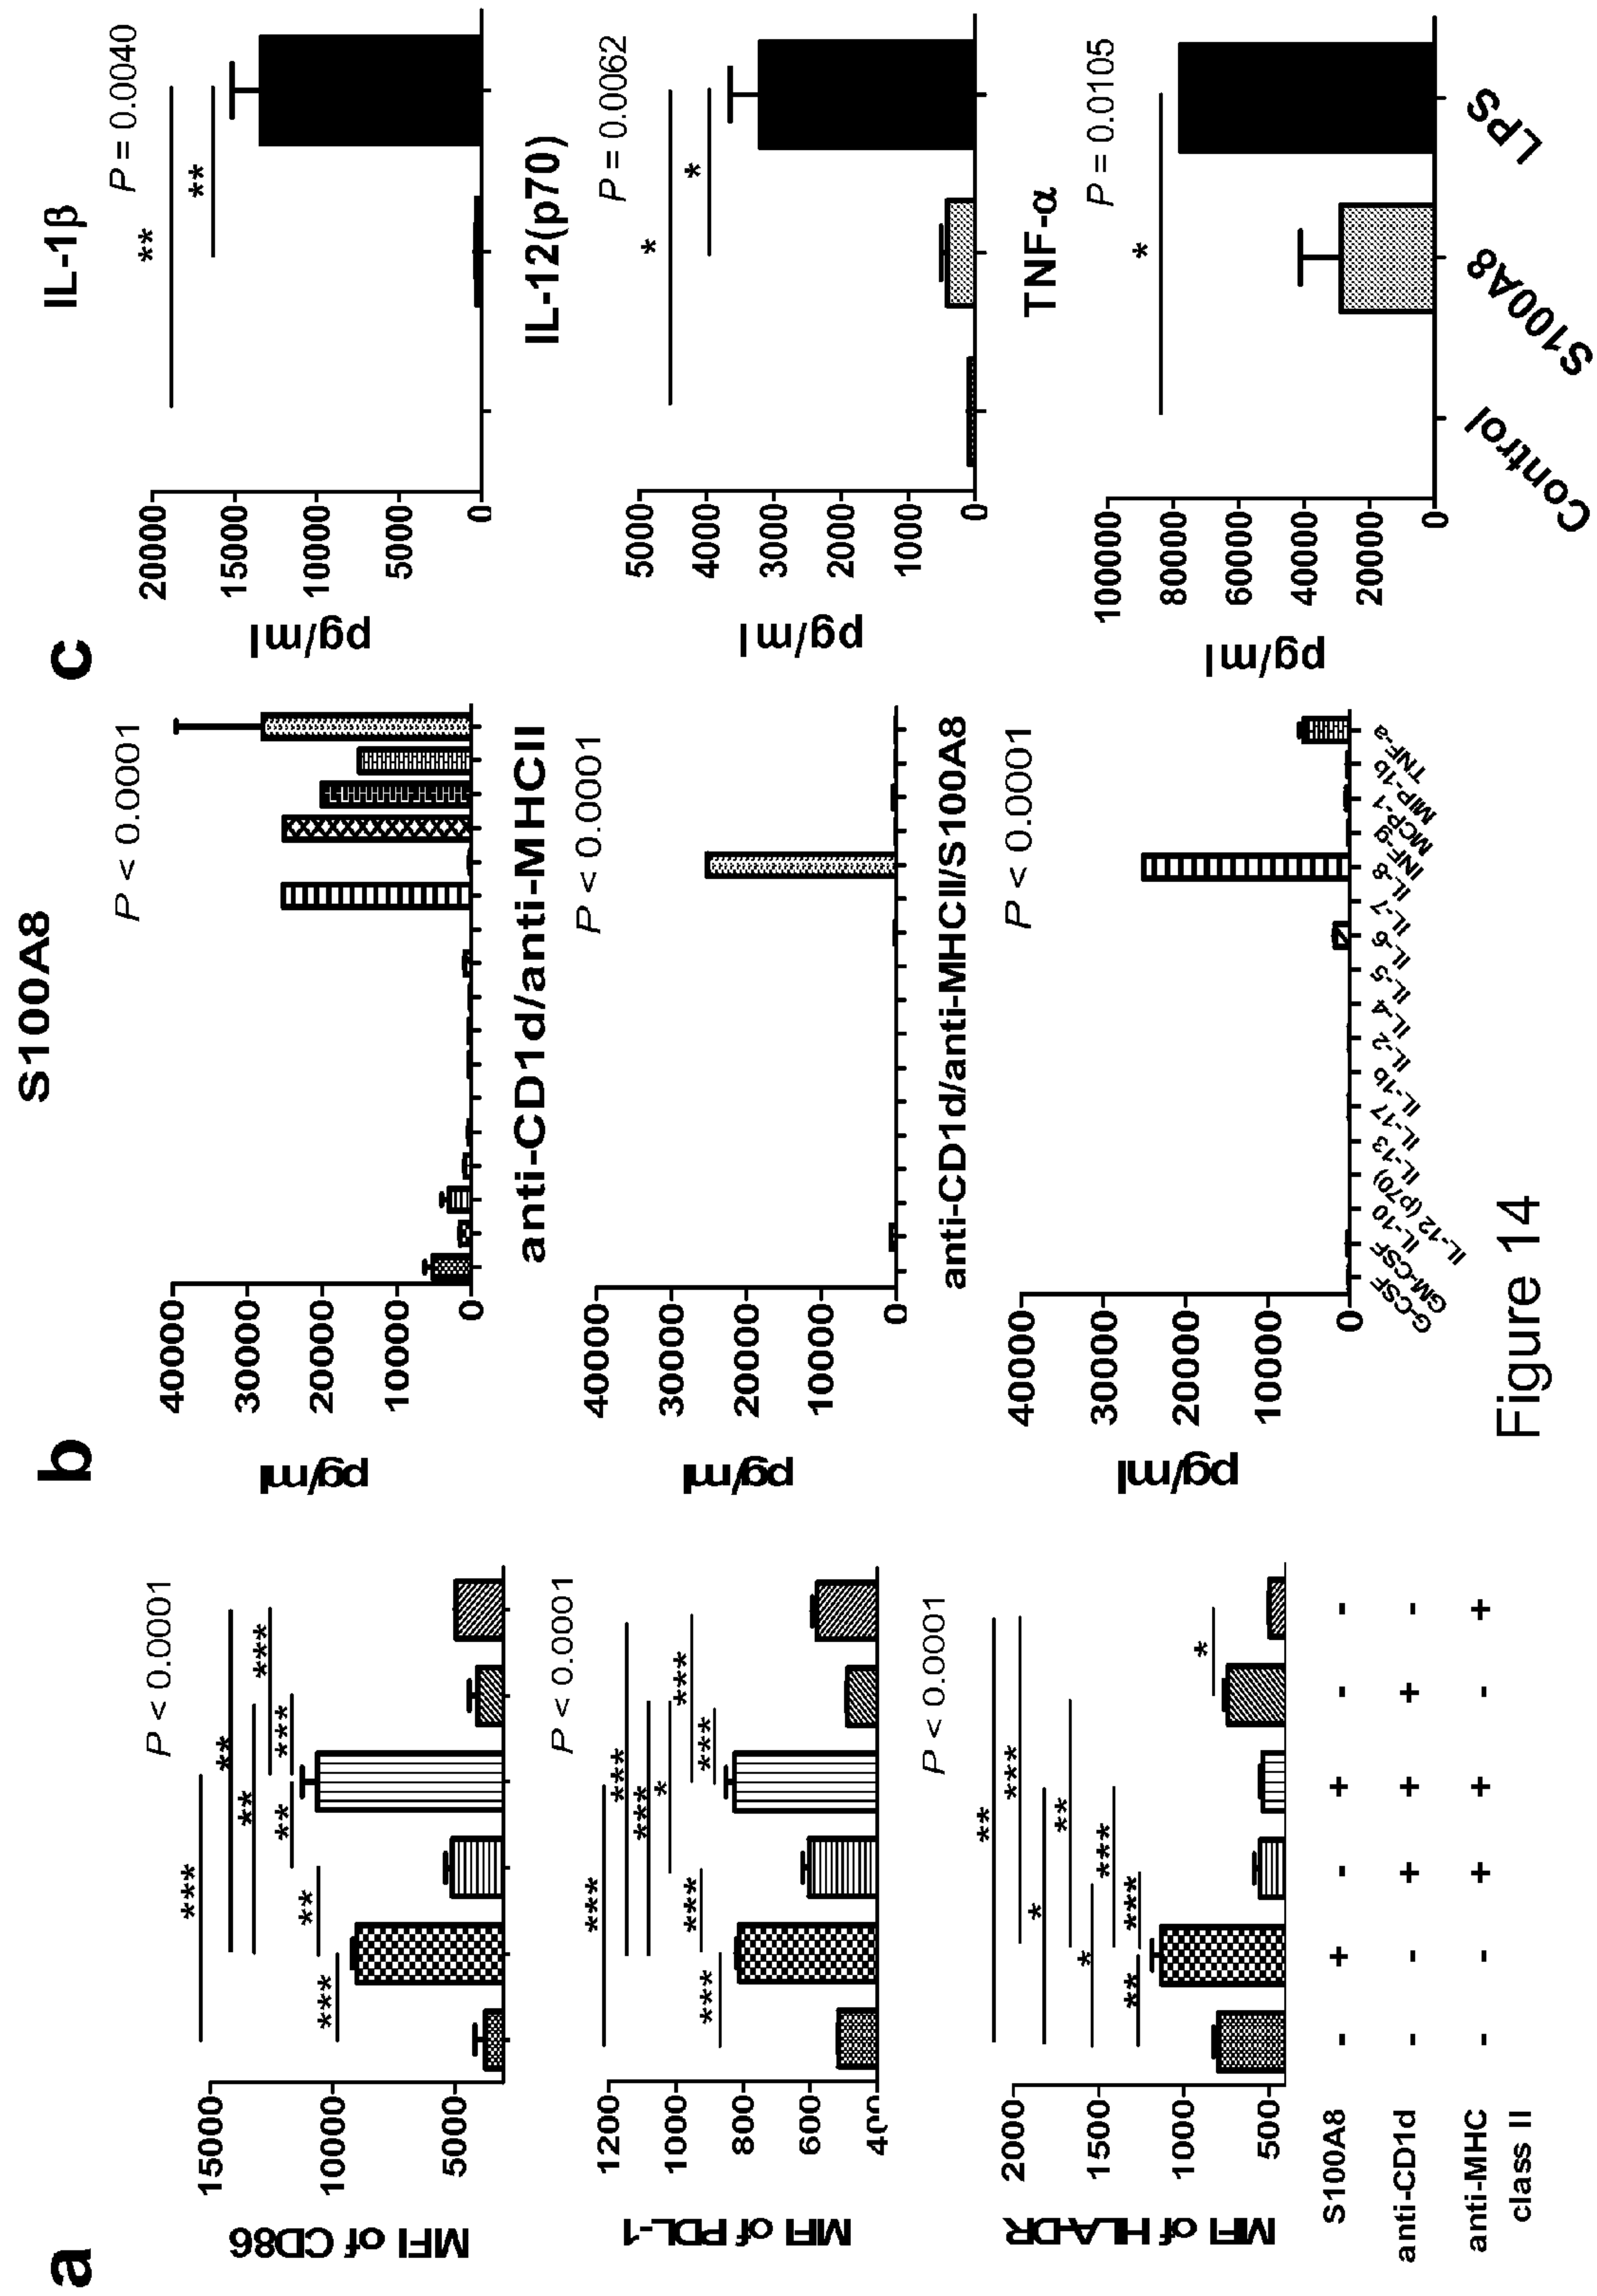 a
MFI of CD86
15000
10000
5000
P < 0.0001
***
**
**
***
***
**
**
***
MFI of PDL-1
1200
1000
800
600
P < 0.0001
***
***
***
*
***
***
***
***
MFI of HLA-DR
2000
1500
1000
500
P < 0.0001
**
***
*
**
*
***
*
***
**
S100A8 - + - + - -
anti-CD1d - - + + + -
anti-MHC class II - - + + - +
b
S100A8
pg/ml
40000
30000
20000
10000
0
P < 0.0001
anti-CD1d/anti-MHCII
pg/ml
40000
30000
20000
10000
0
P < 0.0001
anti-CD1d/anti-MHCII/S100A8
pg/ml
40000
30000
20000
10000
0
P < 0.0001
G-CSF
GM-CSF
IL-10
IL-12 (p70)
IL-13
IL-17
IL-1b
IL-2
IL-4
IL-5
IL-6
IL-7
IL-8
INF-g
MCP-1
MIP-1b
TNF-a
c
IL-1β
pg/ml
20000
15000
10000
5000
0
P = 0.0040
**
**
IL-12(p70)
pg/ml
5000
4000
3000
2000
1000
0
P = 0.0062
*
*
TNF-α
pg/ml
100000
80000
60000
40000
20000
0
P = 0.0105
*
Control
S100A8
LPS
Figure 14